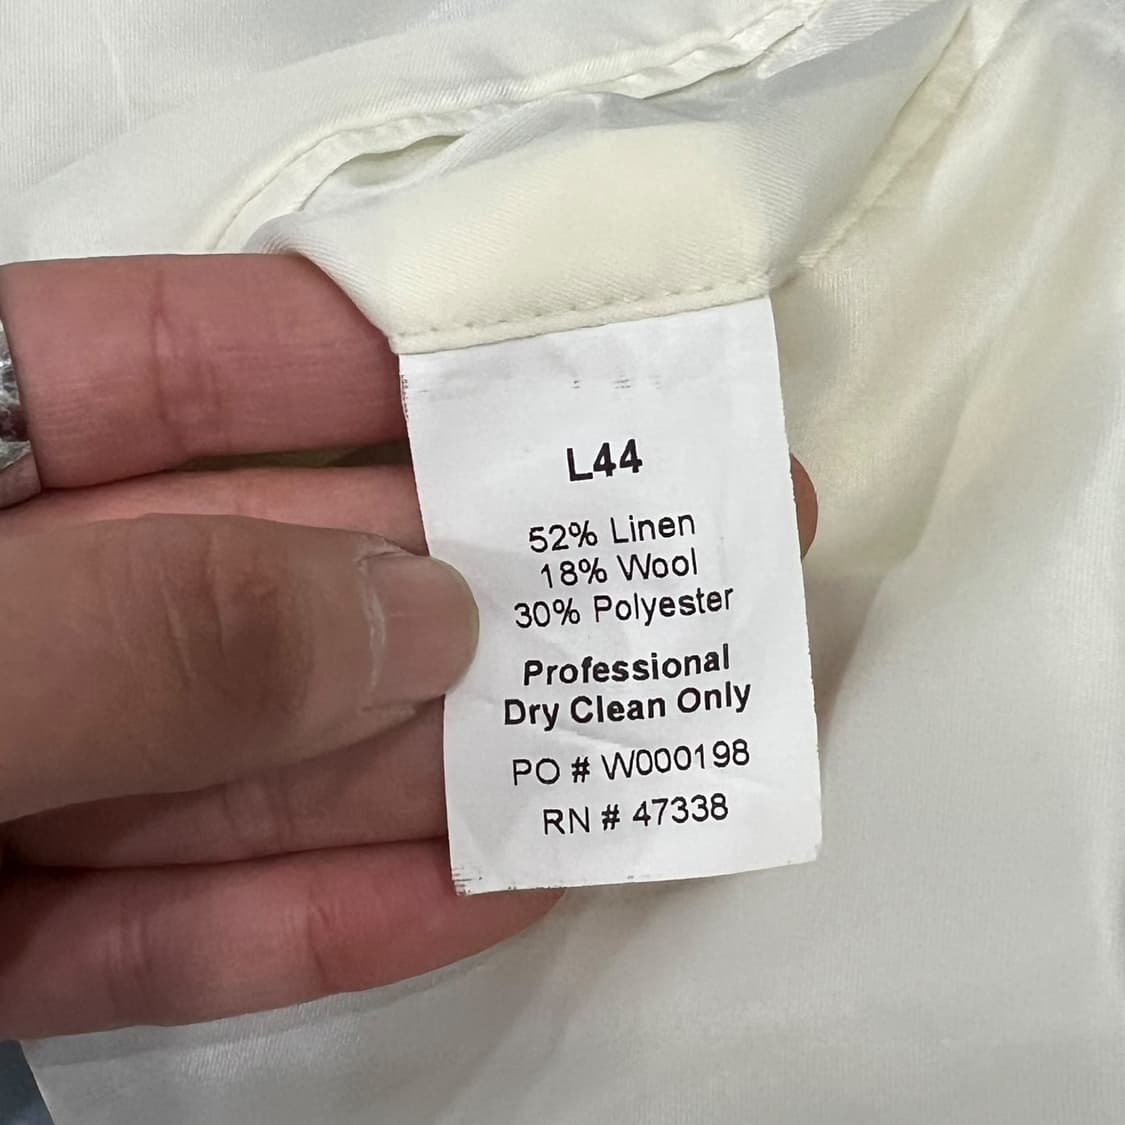 L44
52% Linen
18% Wool
30% Polyester
Professional
Dry Clean Only
PO # W000198
RN # 47338